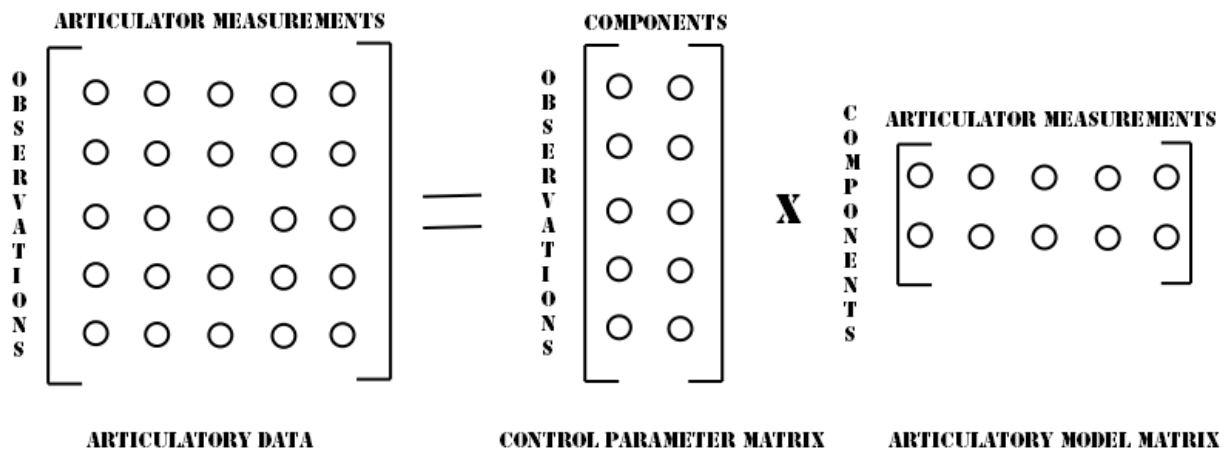 ARTICULATOR MEASUREMENTS
OBSERVATIONS
ARTICULATORY DATA
COMPONENTS
OBSERVATIONS
CONTROL PARAMETER MATRIX
X
ARTICULATOR MEASUREMENTS
COMPONENTS
ARTICULATORY MODEL MATRIX